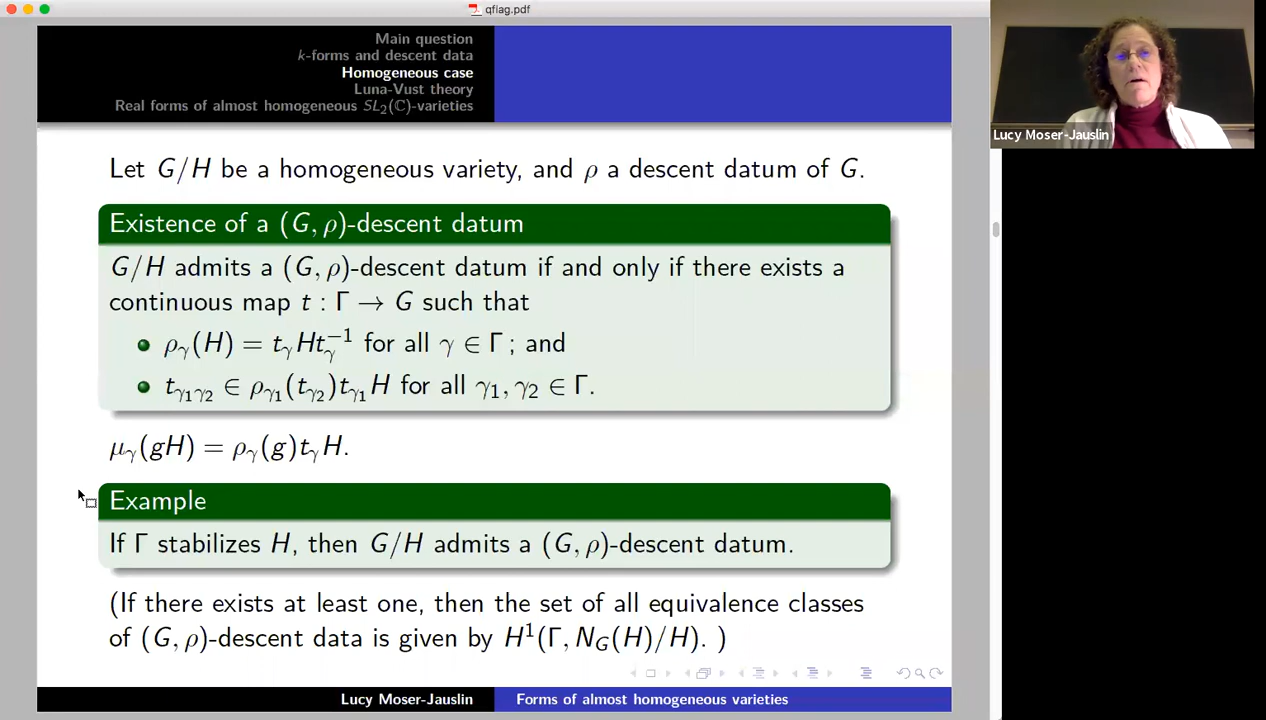 qflag.pdf
Main question
k-forms and descent data
Homogeneous case
Luna-Vust theory
Real forms of almost homogeneous SL₂(ℂ)-varieties
Lucy Moser-Jauslin
Let G/H be a homogeneous variety, and ρ a descent datum of G.
Existence of a (G, ρ)-descent datum
G/H admits a (G, ρ)-descent datum if and only if there exists a
continuous map t : Γ → G such that
ρ_γ(H) = t_γHt_γ^{-1} for all γ ∈ Γ ; and
t_{γ₁γ₂} ∈ ρ_{γ₁}(t_{γ₂})t_{γ₁}H for all γ₁, γ₂ ∈ Γ.
μ_γ(gH) = ρ_γ(g)t_γH.
Example
If Γ stabilizes H, then G/H admits a (G, ρ)-descent datum.
(If there exists at least one, then the set of all equivalence classes
of (G, ρ)-descent data is given by H¹(Γ, N_G(H)/H). )
Lucy Moser-Jauslin
Forms of almost homogeneous varieties